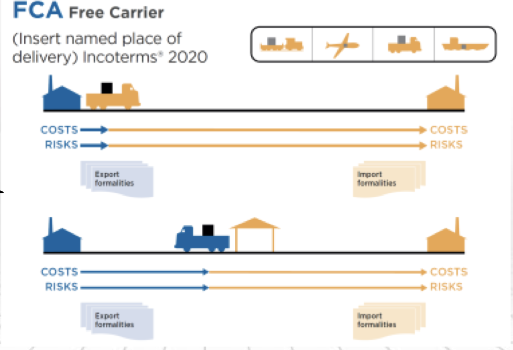 FCA Free Carrier
(Insert named place of
delivery) Incoterms® 2020
COSTS COSTS
RISKS RISKS
Export
formalities
Import
formalities
COSTS COSTS
RISKS RISKS
Export
formalities
Import
formalities